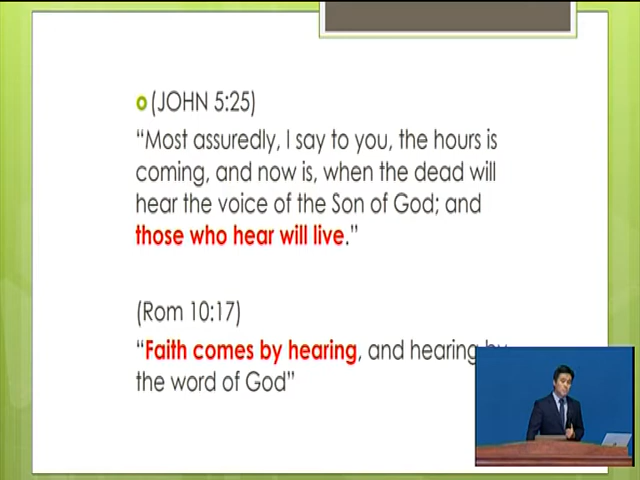 (JOHN 5:25)
“Most assuredly, I say to you, the hours is
coming, and now is, when the dead will
hear the voice of the Son of God; and
those who hear will live.”
(Rom 10:17)
“Faith comes by hearing, and hearing by
the word of God”